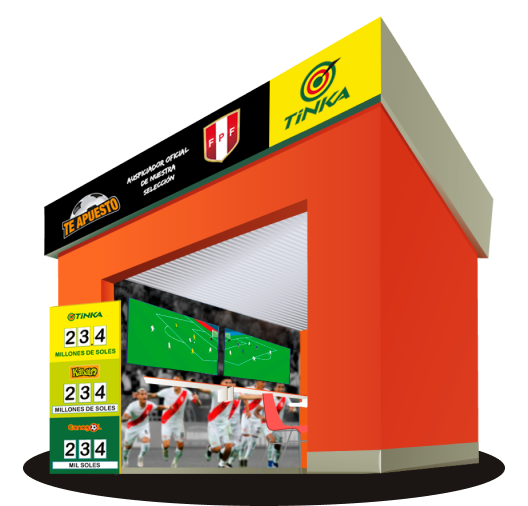 TiNKA
FPF
AUSPICIADOR OFICIAL
DE NUESTRA
SELECCIÓN
TE APUESTO
TiNKA
234
MILLONES DE SOLES
Kábala
234
MILLONES DE SOLES
Ganagol
234
MIL SOLES